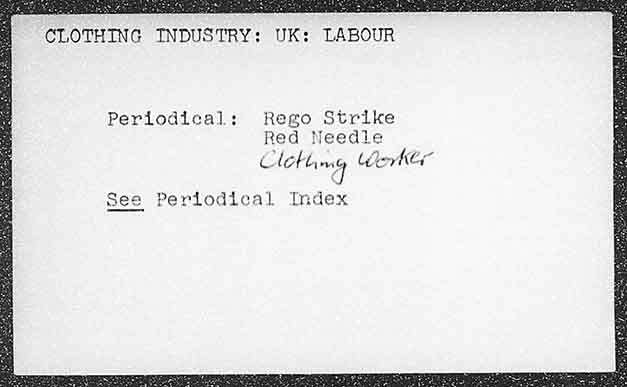 CLOTHING INDUSTRY: UK: LABOUR
Periodical: Rego Strike
Red Needle
Clothing Worker
See Periodical Index